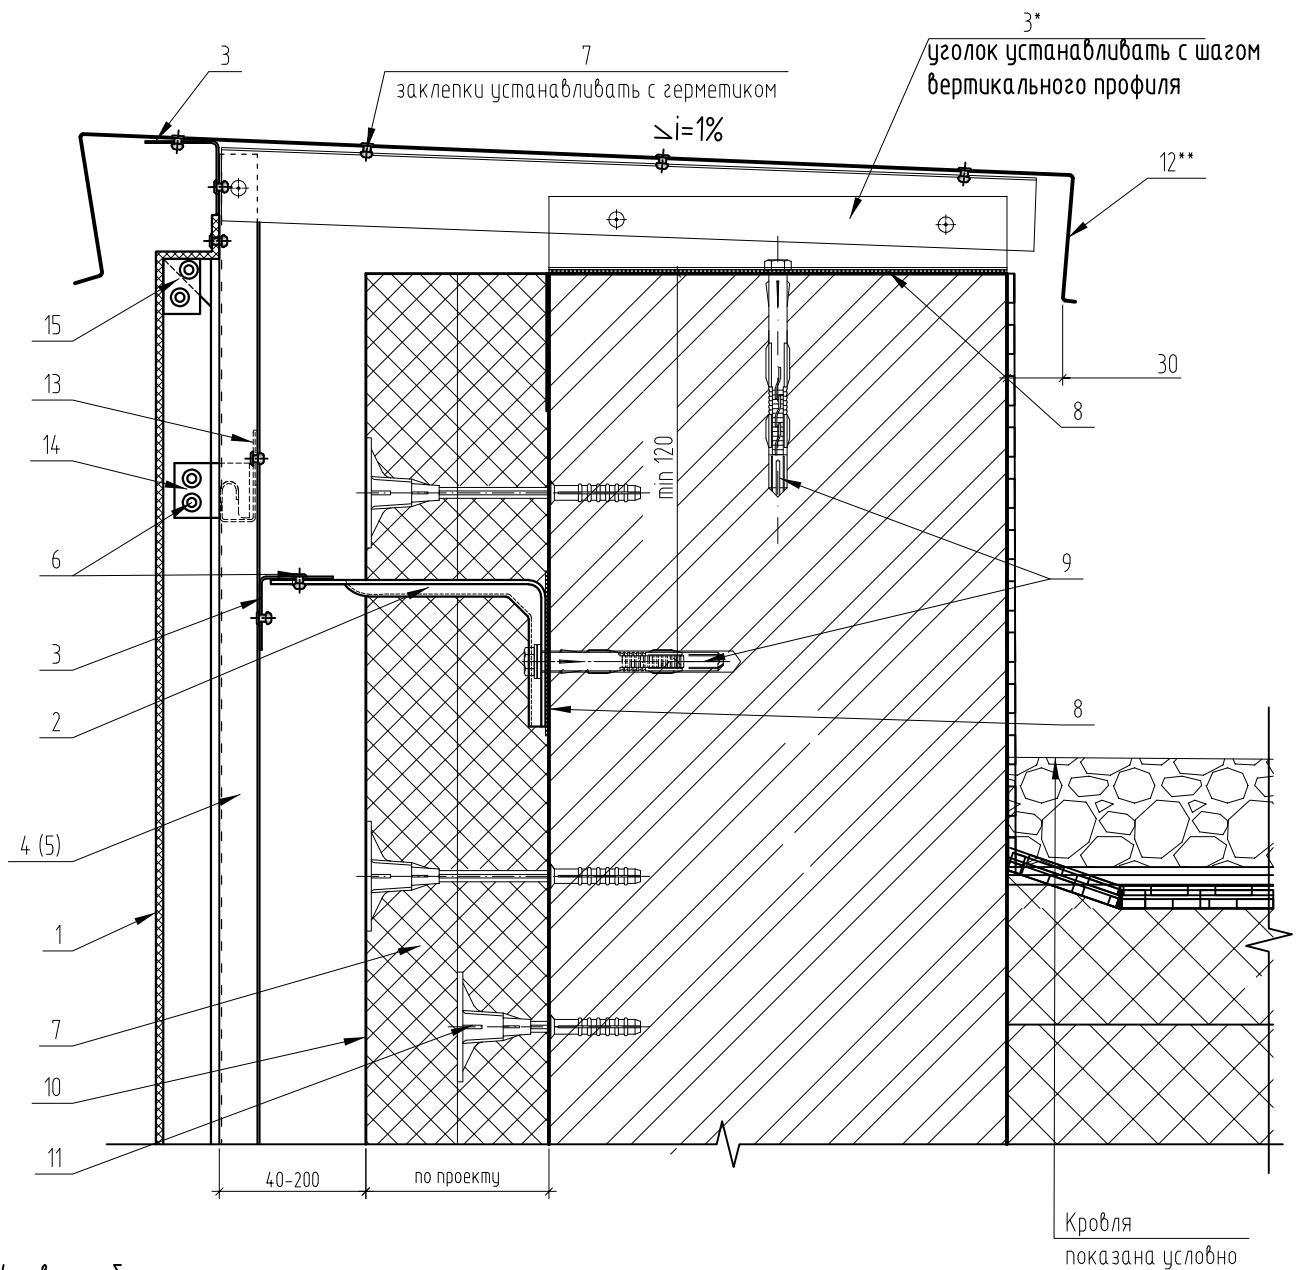 3*
уголок устанавливать с шагом
вертикального профиля
3
7
заклепки устанавливать с герметиком
i=1%
12**
15
30
13
8
14
min 120
6
9
3
2
8
4 (5)
1
7
10
11
40-200
по проекту
Кровля
показана условно